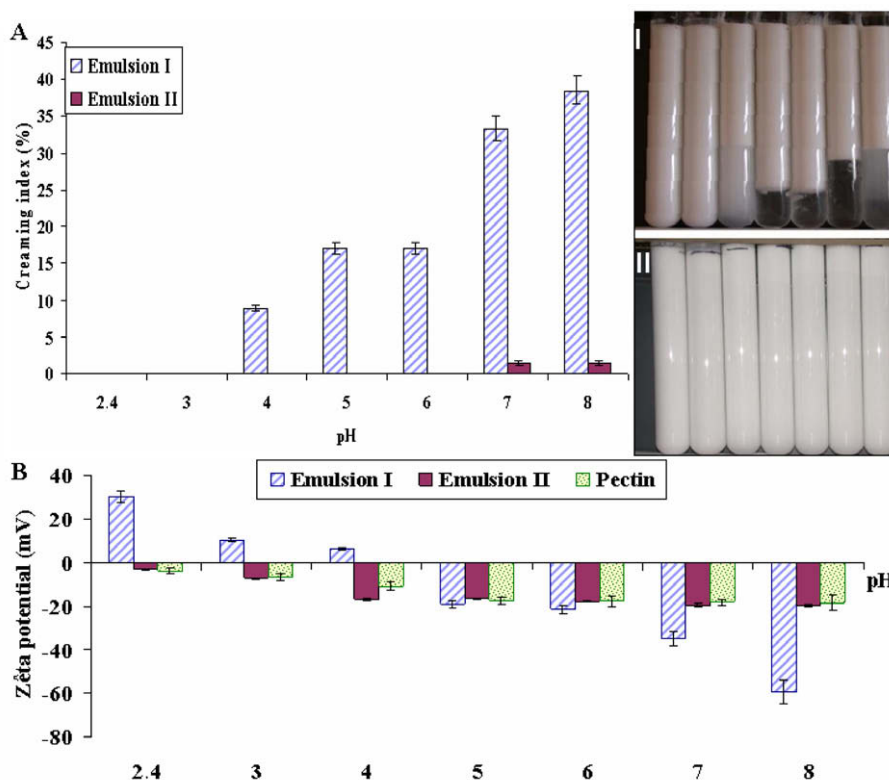 A
45
40
35
30
25
20
15
10
5
0
Creaming index (%)
Emulsion I
Emulsion II
2.4 3 4 5 6 7 8
pH
I
II
B
Emulsion I Emulsion II Pectin
40
20
0
-20
-40
-60
-80
Zêta potential (mV)
pH
2.4 3 4 5 6 7 8